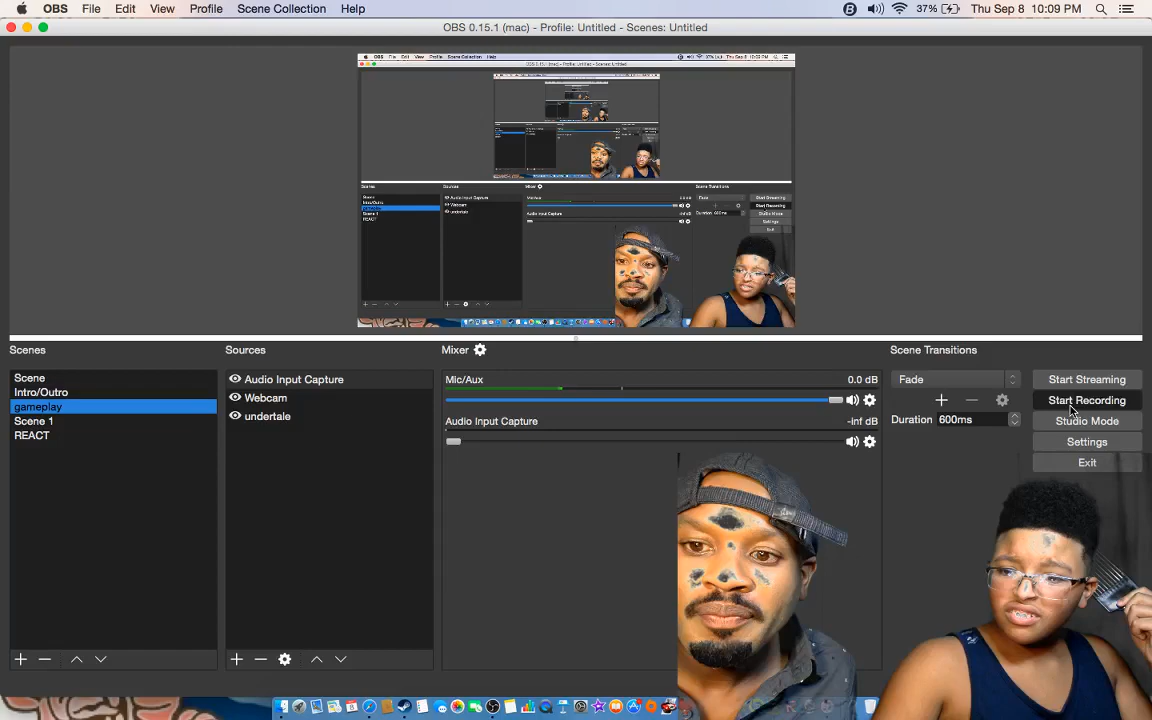 OBS File Edit View Profile Scene Collection Help 37% Thu Sep 8 10:09 PM
OBS 0.15.1 (mac) - Profile: Untitled - Scenes: Untitled
Scenes
Scene
Intro/Outro
gameplay
Scene 1
REACT
Sources
Audio Input Capture
Webcam
undertale
Mixer
Mic/Aux 0.0 dB
Audio Input Capture -inf dB
Scene Transitions
Fade
Duration 600ms
Start Streaming
Start Recording
Studio Mode
Settings
Exit